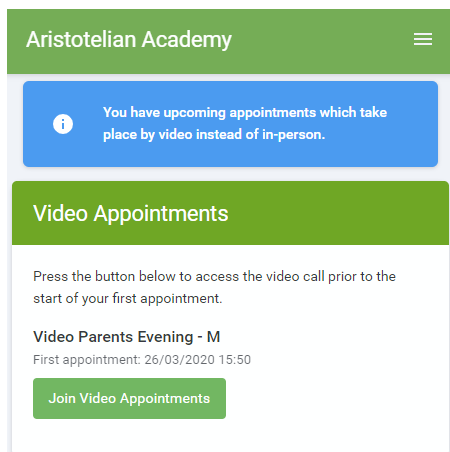 Aristotelian Academy
You have upcoming appointments which take
place by video instead of in-person.
Video Appointments
Press the button below to access the video call prior to the
start of your first appointment.
Video Parents Evening - M
First appointment: 26/03/2020 15:50
Join Video Appointments